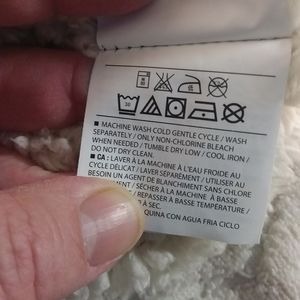 30
■ MACHINE WASH COLD GENTLE CYCLE / WASH
SEPARATELY / ONLY NON-CHLORINE BLEACH
WHEN NEEDED / TUMBLE DRY LOW / COOL IRON /
DO NOT DRY CLEAN.
■ CA : LAVER À LA MACHINE À L'EAU FROIDE AU
CYCLE DÉLICAT / LAVER SÉPARÉMENT / UTILISER AU
BESOIN UN AGENT DE BLANCHIMENT SANS CHLORE
/ SÉCHER À LA MACHINE À BASSE
/ REPASSER À BASSE TEMPÉRATURE /
À SEC.
QUINA CON AGUA FRIA CICLO